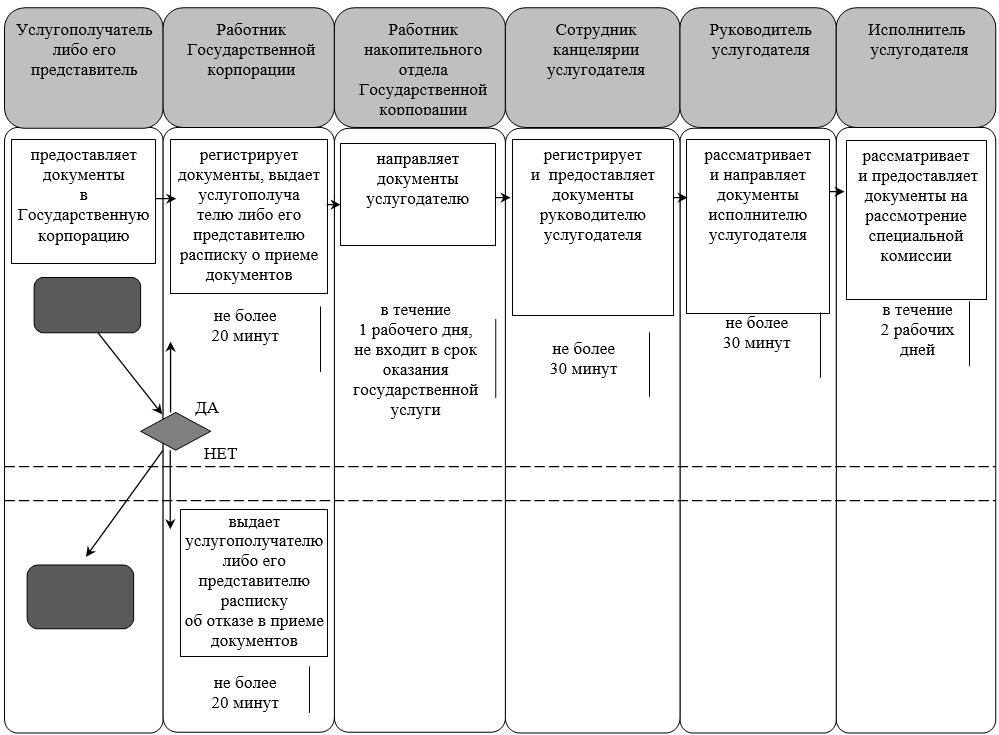 Услугополучатель
либо его
представитель
Работник
Государственной
корпорации
Работник
накопительного
отдела
Государственной
корпорации
Сотрудник
канцелярии
услугодателя
Руководитель
услугодателя
Исполнитель
услугодателя
предоставляет
документы
в
Государственную
корпорацию
регистрирует
документы, выдает
услугополуча
телю либо его
представителю
расписку о приеме
документов
направляет
документы
услугодателю
регистрирует
и предоставляет
документы
руководителю
услугодателя
рассматривает
и направляет
документы
исполнителю
услугодателя
рассматривает
и предоставляет
документы на
рассмотрение
специальной
комиссии
не более
20 минут
в течение
1 рабочего дня,
не входит в срок
оказания
государственной
услуги
не более
30 минут
не более
30 минут
в течение
2 рабочих
дней
ДА
НЕТ
выдает
услугополучателю
либо его
представителю
расписку
об отказе в приеме
документов
не более
20 минут